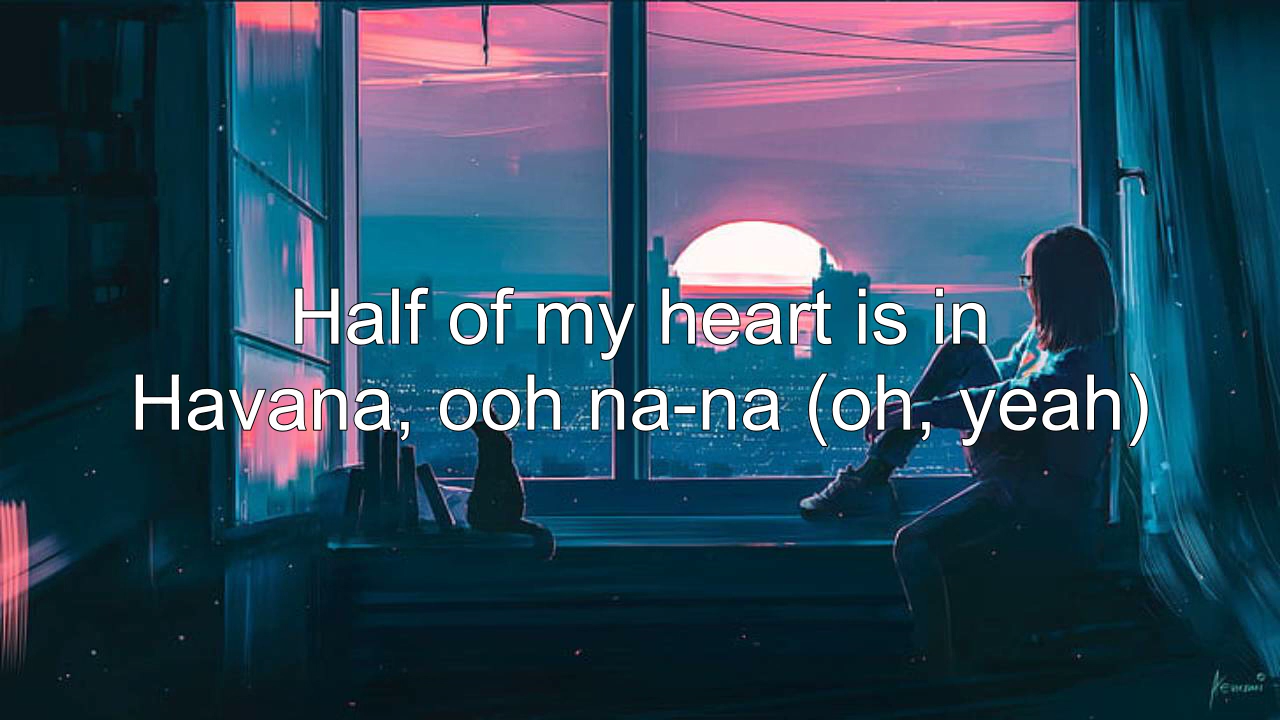 Half of my heart is in
Havana, ooh na-na (oh, yeah)